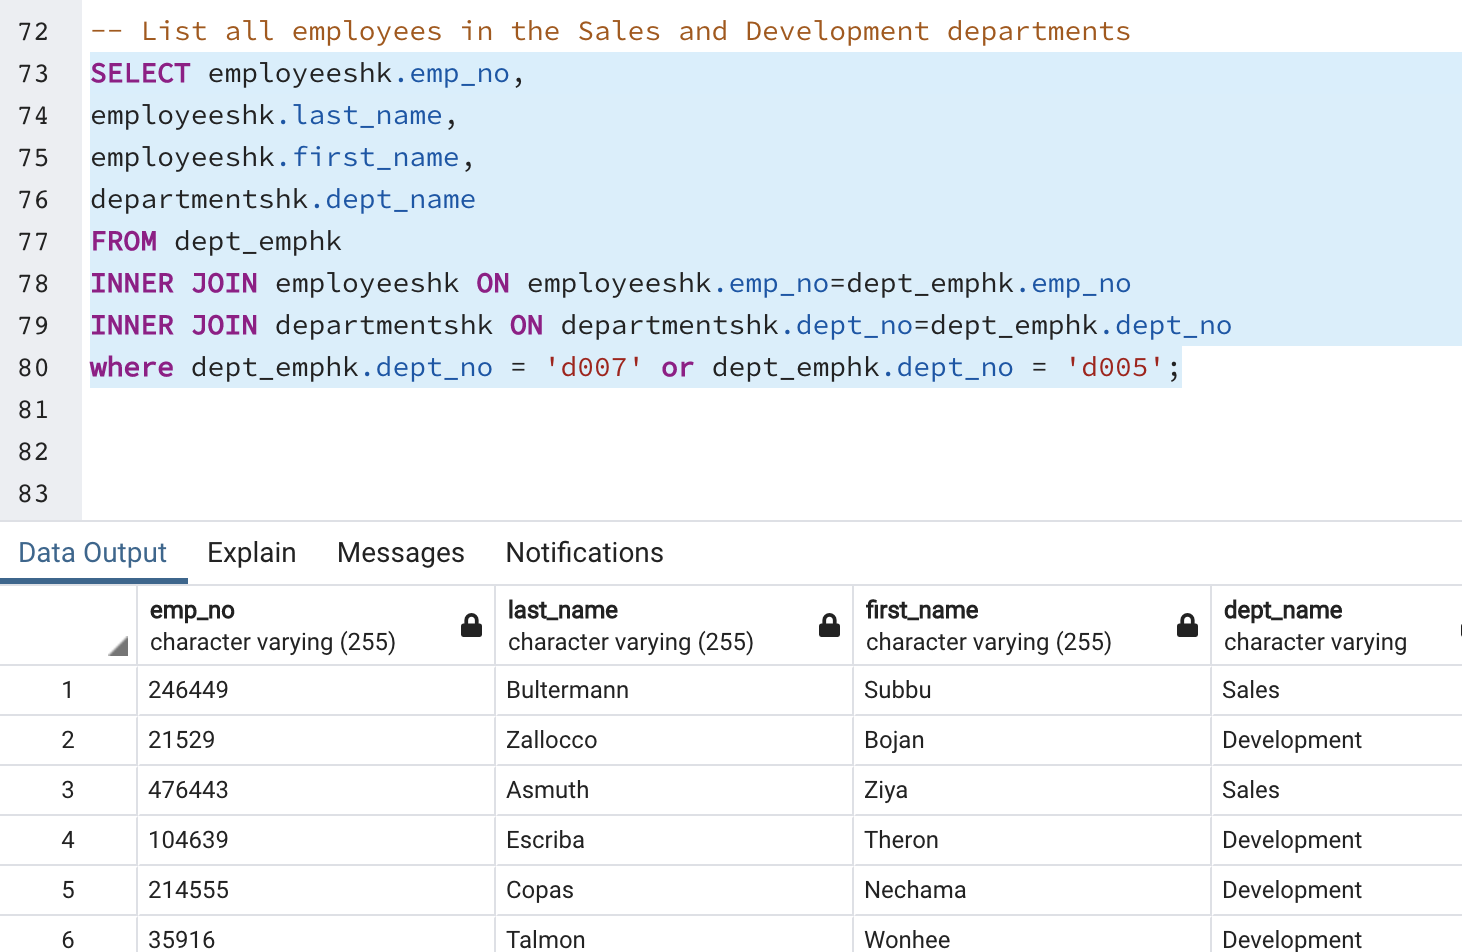 72 -- List all employees in the Sales and Development departments
73 SELECT employeeshk.emp_no,
74 employeeshk.last_name,
75 employeeshk.first_name,
76 departmentshk.dept_name
77 FROM dept_emphk
78 INNER JOIN employeeshk ON employeeshk.emp_no=dept_emphk.emp_no
79 INNER JOIN departmentshk ON departmentshk.dept_no=dept_emphk.dept_no
80 where dept_emphk.dept_no = 'd007' or dept_emphk.dept_no = 'd005';
81
82
83
Data Output Explain Messages Notifications
emp_no last_name first_name dept_name
character varying (255) character varying (255) character varying (255) character varying
1 246449 Bultermann Subbu Sales
2 21529 Zallocco Bojan Development
3 476443 Asmuth Ziya Sales
4 104639 Escriba Theron Development
5 214555 Copas Nechama Development
6 35916 Talmon Wonhee Development